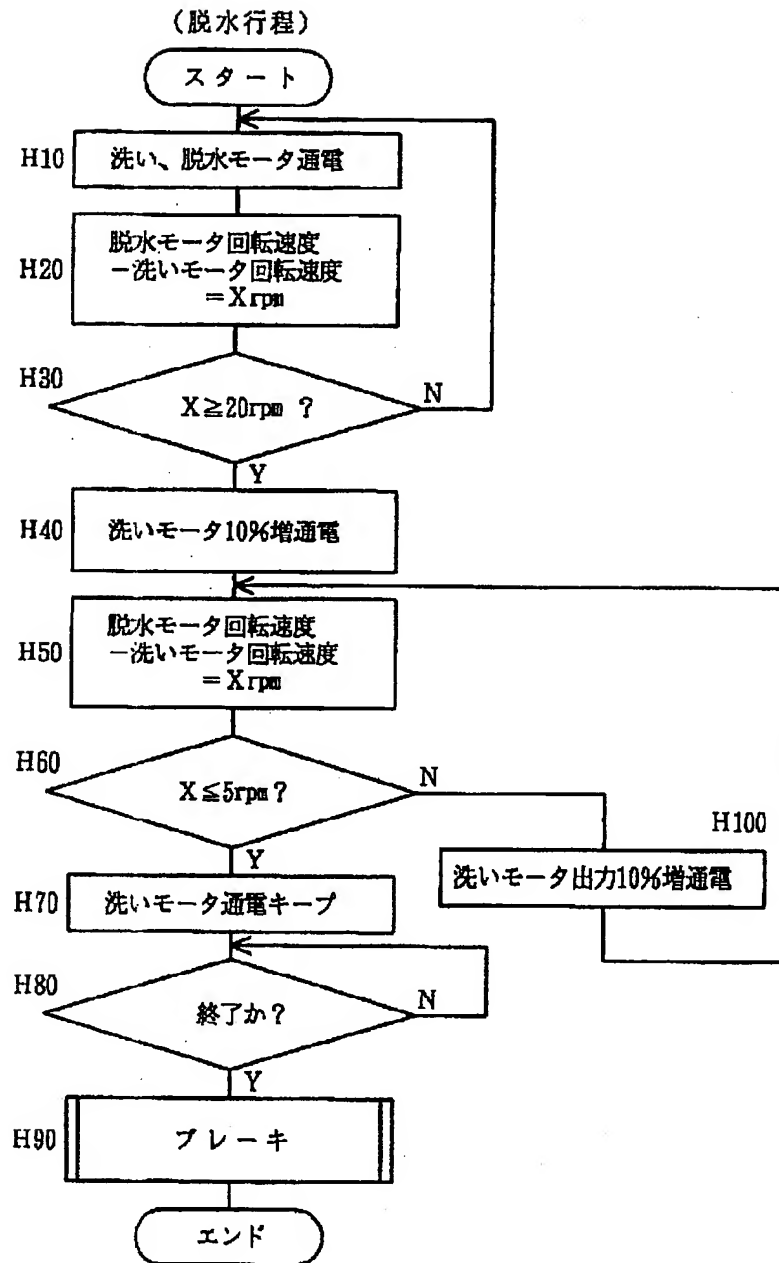 (脱水行程)
スタート
H10
洗い、脱水モータ通電
H20
脱水モータ回転速度
－洗いモータ回転速度
＝Xrpm
H30
X≧20rpm ？
N
Y
H40
洗いモータ10%増通電
H50
脱水モータ回転速度
－洗いモータ回転速度
＝Xrpm
H60
X≦5rpm？
N
Y
H100
洗いモータ出力10%増通電
H70
洗いモータ通電キープ
H80
終了か？
N
Y
H90
ブレーキ
エンド